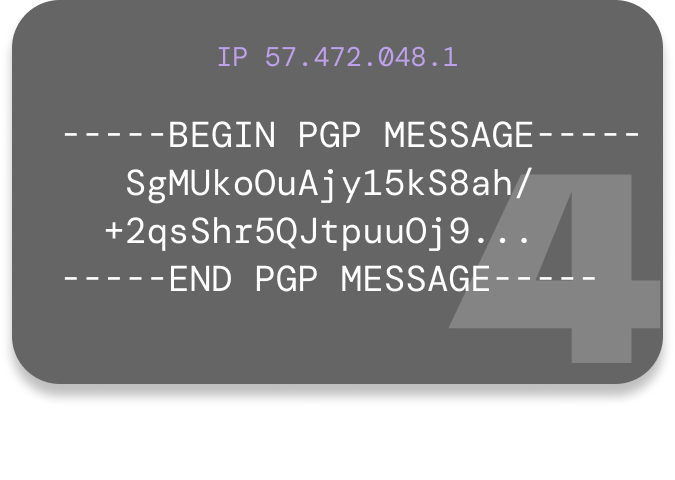 IP 57.472.048.1
-----BEGIN PGP MESSAGE-----
SgMUkoOuAjy15kS8ah/
+2qsShr5QJtpuuOj9...
-----END PGP MESSAGE-----
4